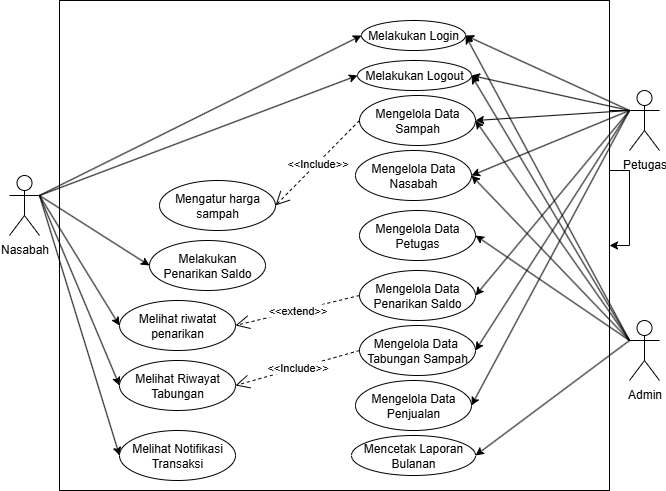 Melakukan Login
Melakukan Logout
Mengelola Data
Sampah
Petugas
<<Include>>
Mengelola Data
Nasabah
Mengatur harga
sampah
Nasabah
Mengelola Data
Petugas
Melakukan
Penarikan Saldo
Mengelola Data
Penarikan Saldo
<<extend>>
Melihat riwatat
penarikan
Mengelola Data
Tabungan Sampah
<<Include>>
Melihat Riwayat
Tabungan
Admin
Mengelola Data
Penjualan
Melihat Notifikasi
Transaksi
Mencetak Laporan
Bulanan